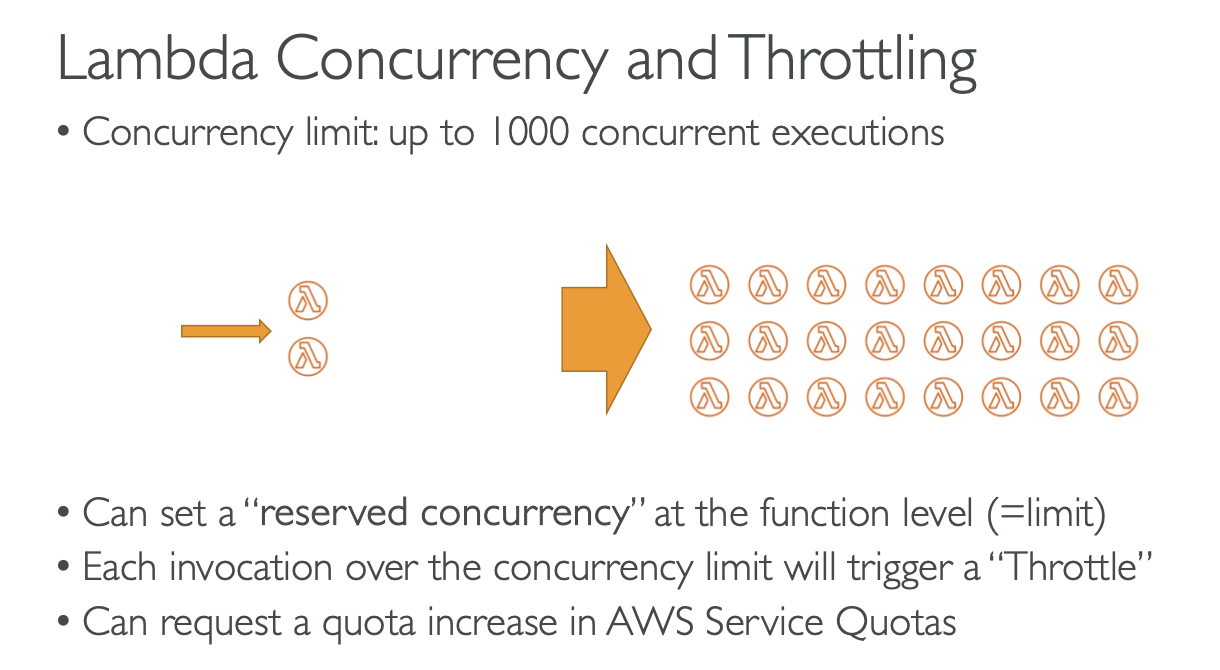 Lambda Concurrency and Throttling
• Concurrency limit: up to 1000 concurrent executions
• Can set a “reserved concurrency” at the function level (=limit)
• Each invocation over the concurrency limit will trigger a “Throttle”
• Can request a quota increase in AWS Service Quotas